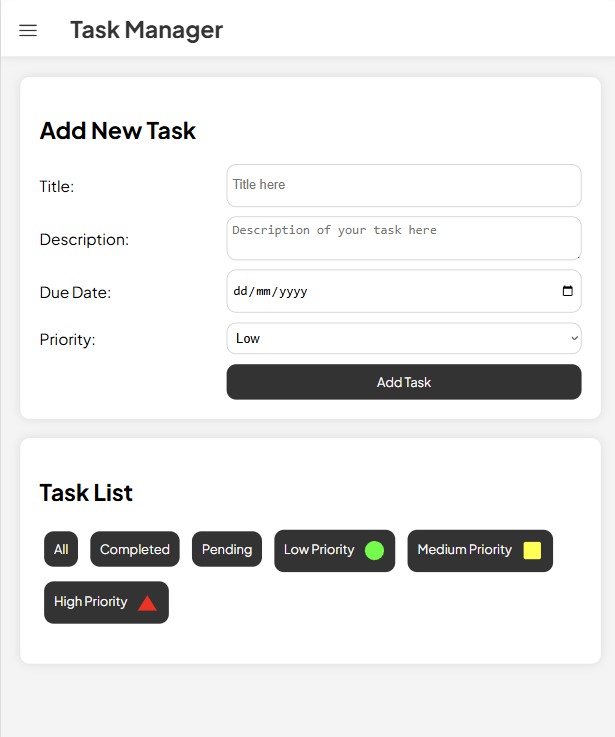 Task Manager
Add New Task
Title:
Title here
Description:
Description of your task here
Due Date:
dd/mm/yyyy
Priority:
Low
Add Task
Task List
All
Completed
Pending
Low Priority
Medium Priority
High Priority